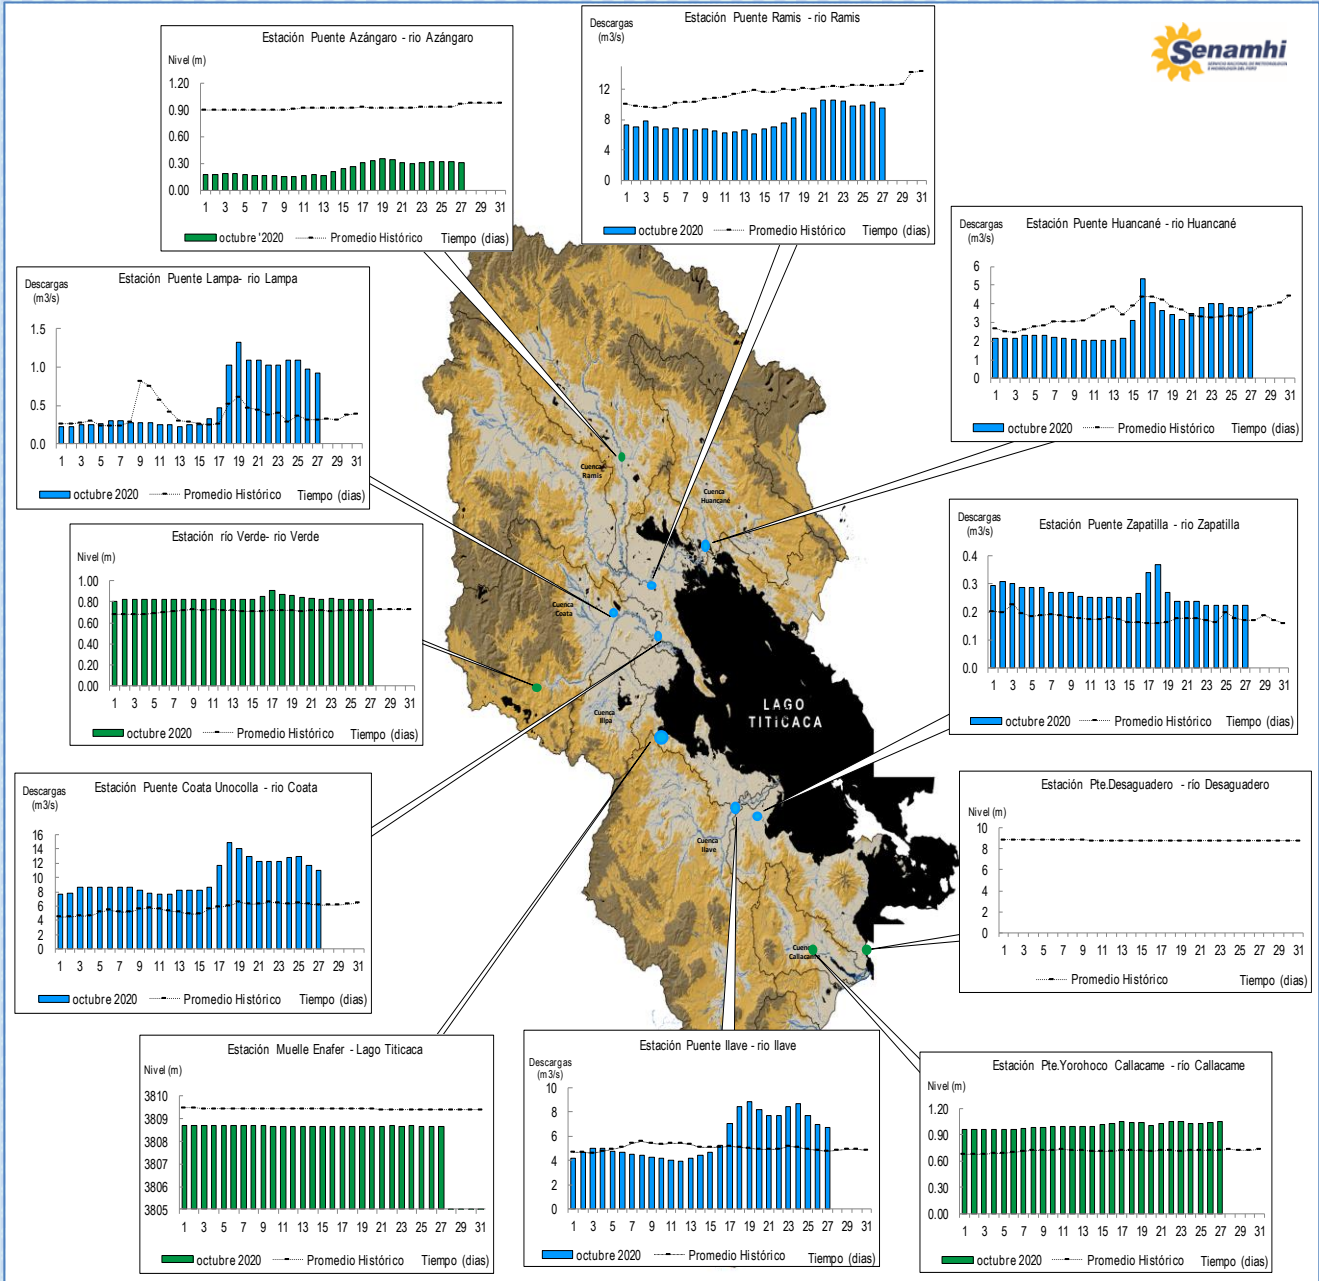 Senamhi
SERVICIO NACIONAL DE METEOROLOGIA
E HIDROLOGIA DEL PERU
Estación Puente Azángaro - rio Azángaro
Nivel (m)
1.20
0.90
0.60
0.30
0.00
1 3 5 7 9 11 13 15 17 19 21 23 25 27 29 31
octubre '2020 Promedio Histórico Tiempo (dias)
Estación Puente Ramis - rio Ramis
Descargas
(m3/s)
12
8
4
0
1 3 5 7 9 11 13 15 17 19 21 23 25 27 29 31
octubre 2020 Promedio Histórico Tiempo (dias)
Estación Puente Huancané - rio Huancané
Descargas
(m3/s)
6
5
4
3
2
1
0
1 3 5 7 9 11 13 15 17 19 21 23 25 27 29 31
octubre 2020 Promedio Histórico Tiempo (dias)
Estación Puente Lampa- rio Lampa
Descargas
(m3/s)
1.5
1.0
0.5
0.0
1 3 5 7 9 11 13 15 17 19 21 23 25 27 29 31
octubre 2020 Promedio Histórico Tiempo (dias)
Estación río Verde- rio Verde
Nivel (m)
1.00
0.80
0.60
0.40
0.20
0.00
1 3 5 7 9 11 13 15 17 19 21 23 25 27 29 31
octubre 2020 Promedio Histórico Tiempo (dias)
Estación Puente Zapatilla - rio Zapatilla
Descargas
(m3/s)
0.4
0.3
0.2
0.1
0.0
1 3 5 7 9 11 13 15 17 19 21 23 25 27 29 31
octubre 2020 Promedio Histórico Tiempo (dias)
Cuenca
Ramis
Cuenca
Huancané
Cuenca
Coata
Cuenca
Illpa
LAGO
TITICACA
Cuenca
Ilave
Cuenca
Callacame
Estación Puente Coata Unocolla - rio Coata
Descargas
(m3/s)
16
14
12
10
8
6
4
2
0
1 3 5 7 9 11 13 15 17 19 21 23 25 27 29 31
octubre 2020 Promedio Histórico Tiempo (dias)
Estación Pte.Desaguadero - río Desaguadero
Nivel (m)
10
8
6
4
2
0
1 3 5 7 9 11 13 15 17 19 21 23 25 27 29 31
Promedio Histórico Tiempo (dias)
Estación Muelle Enafer - Lago Titicaca
Nivel (m)
3810
3809
3808
3807
3806
3805
1 3 5 7 9 11 13 15 17 19 21 23 25 27 29 31
octubre 2020 Promedio Histórico Tiempo (dias)
Estación Puente Ilave - rio Ilave
Descargas
(m3/s)
10
8
6
4
2
0
1 3 5 7 9 11 13 15 17 19 21 23 25 27 29 31
octubre 2020 Promedio Histórico Tiempo (dias)
Estación Pte.Yorohoco Callacame - río Callacame
Nivel (m)
1.20
0.90
0.60
0.30
0.00
1 3 5 7 9 11 13 15 17 19 21 23 25 27 29 31
octubre 2020 Promedio Histórico Tiempo (dias)